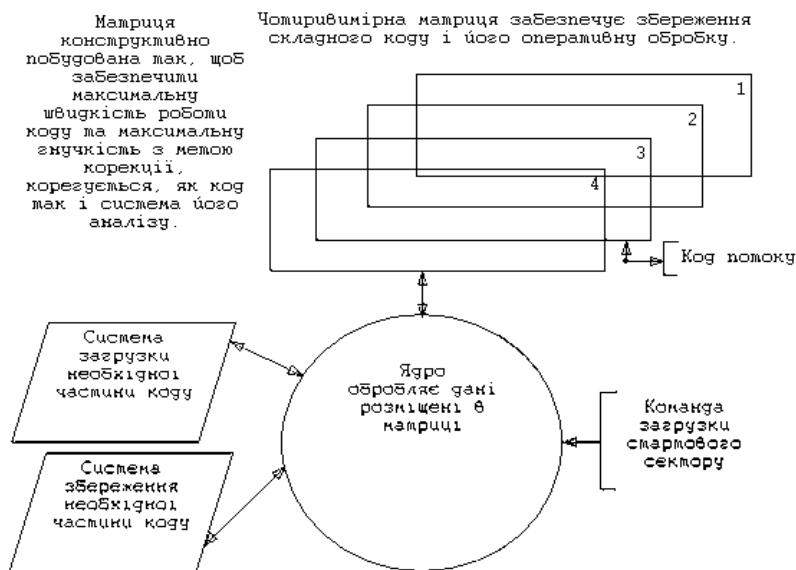 Матриця
конструктивно
побудована так, щоб
забезпечити
максимальну
швидкість роботи
коду та максимальну
гнучкість з метою
корекції,
корегується, як код
так і система його
аналізу.
Чотиривимірна матриця забезпечує збереження
складного коду і його оперативну обробку.
1
2
3
4
Код потоку
Система
загрузки
необхідної
частини коду
Ядро
обробляє дані
розміщені в
матриці
Команда
загрузки
стартового
сектору
Система
збереження
необхідної
частини коду